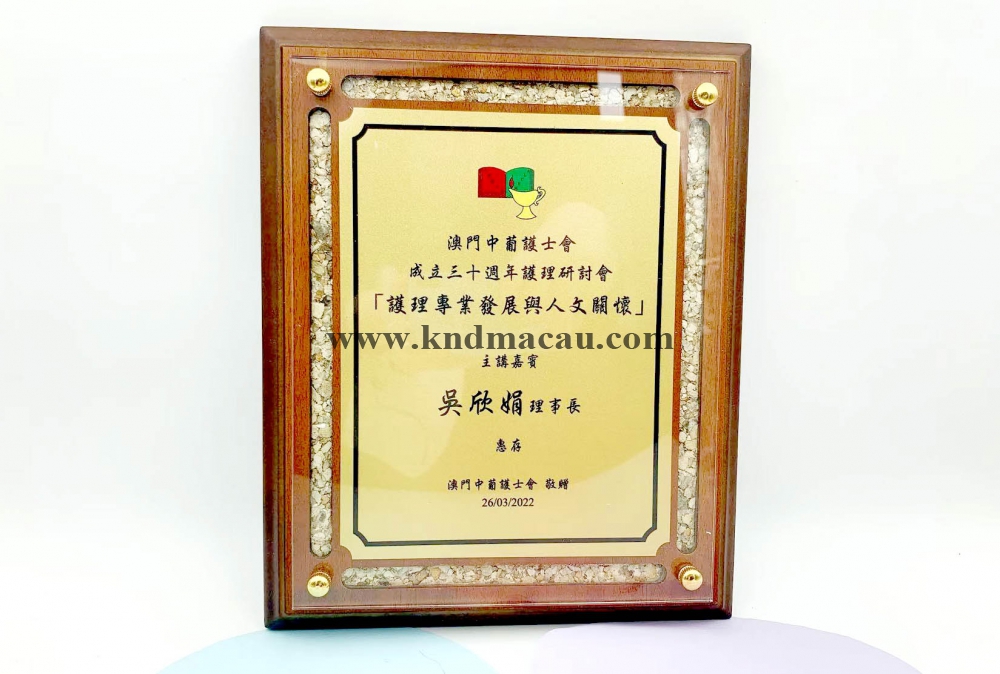 澳門中葡護士會
成立三十週年護理研討會
「護理專業發展與人文關懷」
www.kndmacau.com
主講嘉賓
吳欣娟理事長
惠存
澳門中葡護士會 敬贈
26/03/2022